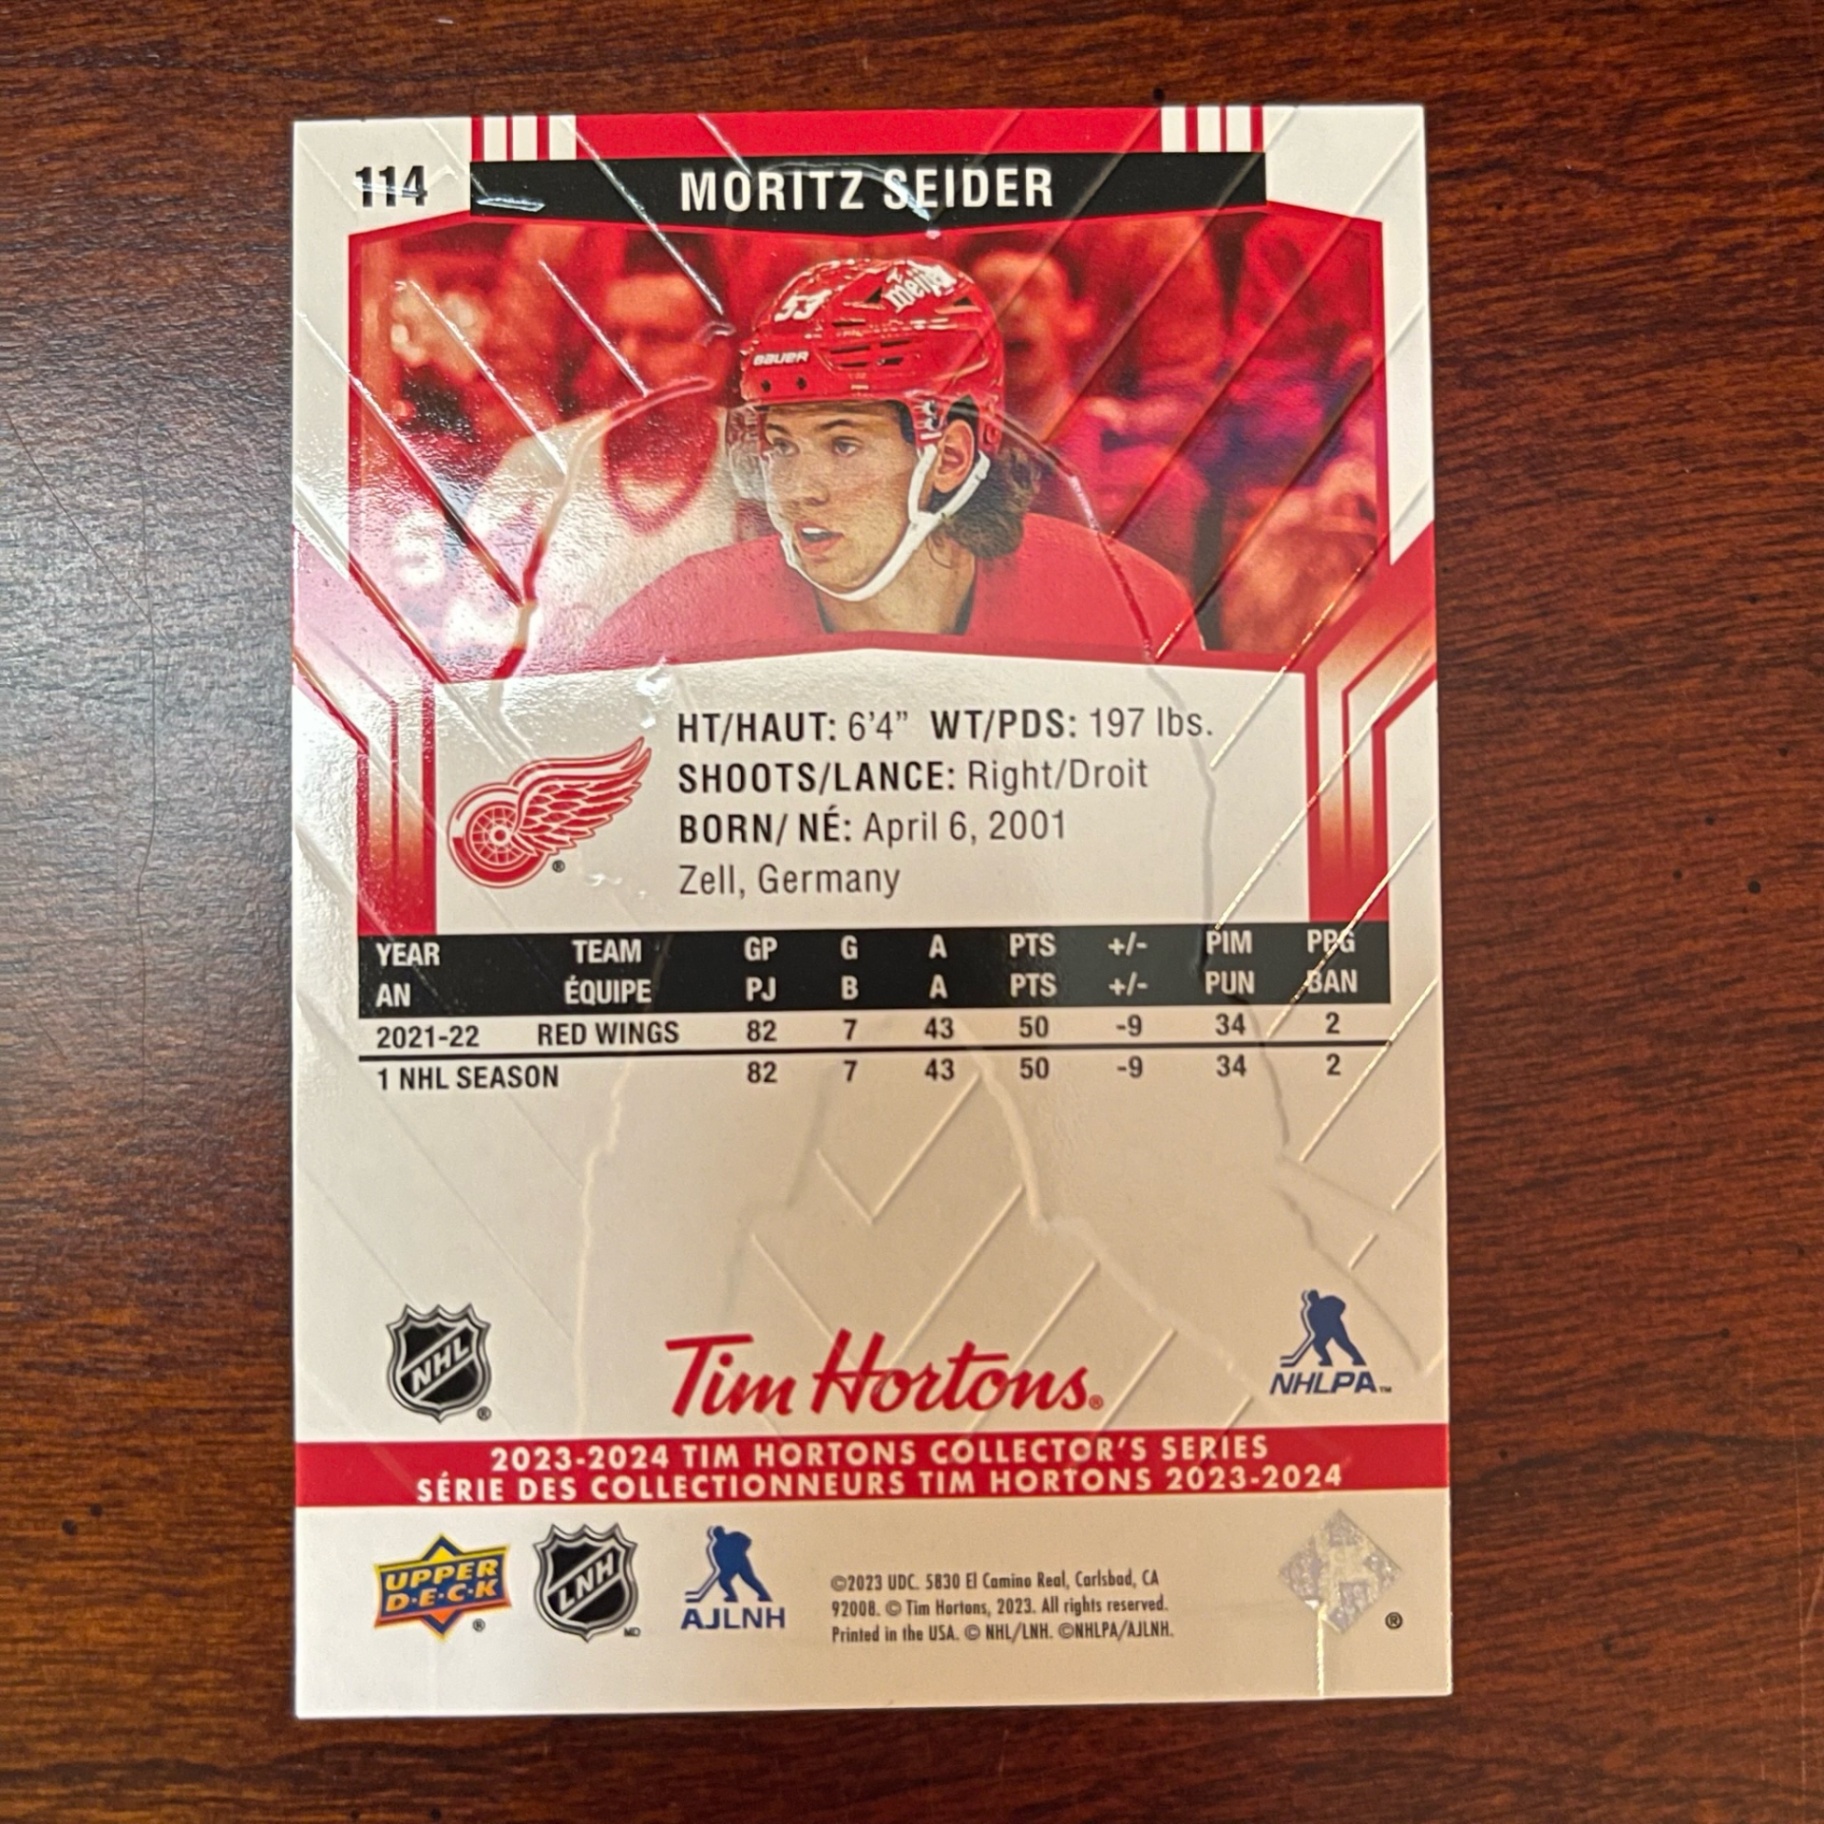 114
MORITZ SEIDER
53
meijer
BAUER
HT/HAUT: 6'4” WT/PDS: 197 lbs.
SHOOTS/LANCE: Right/Droit
BORN/ NÉ: April 6, 2001
Zell, Germany
®
YEAR TEAM GP G A PTS +/- PIM PPG
AN ÉQUIPE PJ B A PTS +/- PUN BAN
2021-22 RED WINGS 82 7 43 50 -9 34 2
1 NHL SEASON 82 7 43 50 -9 34 2
NHL ®
Tim Hortons®
NHLPA™
2023-2024 TIM HORTONS COLLECTOR'S SERIES
SÉRIE DES COLLECTIONNEURS TIM HORTONS 2023-2024
UPPER
D·E·C·K ®
LNH MD
AJLNH
©2023 UDC. 5830 El Camino Real, Carlsbad, CA
92008. © Tim Hortons, 2023. All rights reserved.
Printed in the USA. © NHL/LNH. ©NHLPA/AJLNH.
®